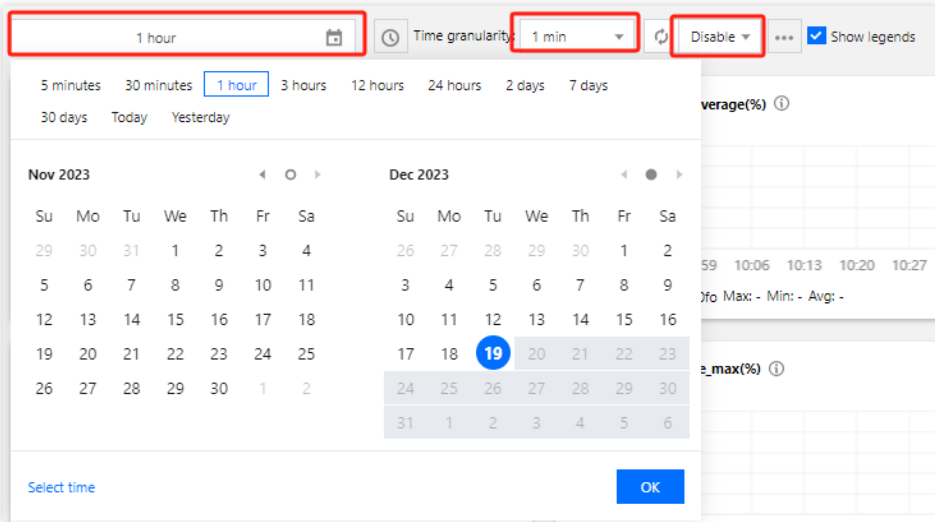 1 hour Time granularity: 1 min Disable ••• Show legends
5 minutes 30 minutes 1 hour 3 hours 12 hours 24 hours 2 days 7 days
30 days Today Yesterday
verage(%)
Nov 2023 Dec 2023
Su Mo Tu We Th Fr Sa Su Mo Tu We Th Fr Sa
29 30 31 1 2 3 4 26 27 28 29 30 1 2
59 10:06 10:13 10:20 10:27
5 6 7 8 9 10 11 3 4 5 6 7 8 9
Max: - Min: - Avg: -
12 13 14 15 16 17 18 10 11 12 13 14 15 16
19 20 21 22 23 24 25 17 18 19 20 21 22 23
e_max(%)
26 27 28 29 30 1 2 24 25 26 27 28 29 30
31 1 2 3 4 5 6
Select time OK